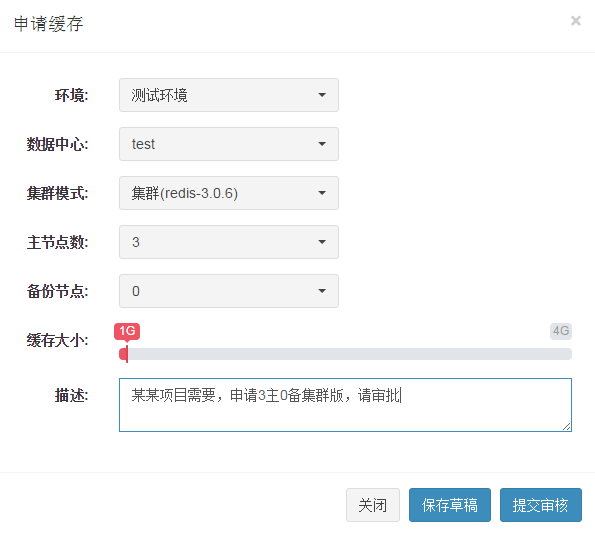 申请缓存 ×
环境: 测试环境
数据中心: test
集群模式: 集群(redis-3.0.6)
主节点数: 3
备份节点: 0
缓存大小: 1G 4G
描述: 某某项目需要，申请3主0备集群版，请审批
关闭 保存草稿 提交审核